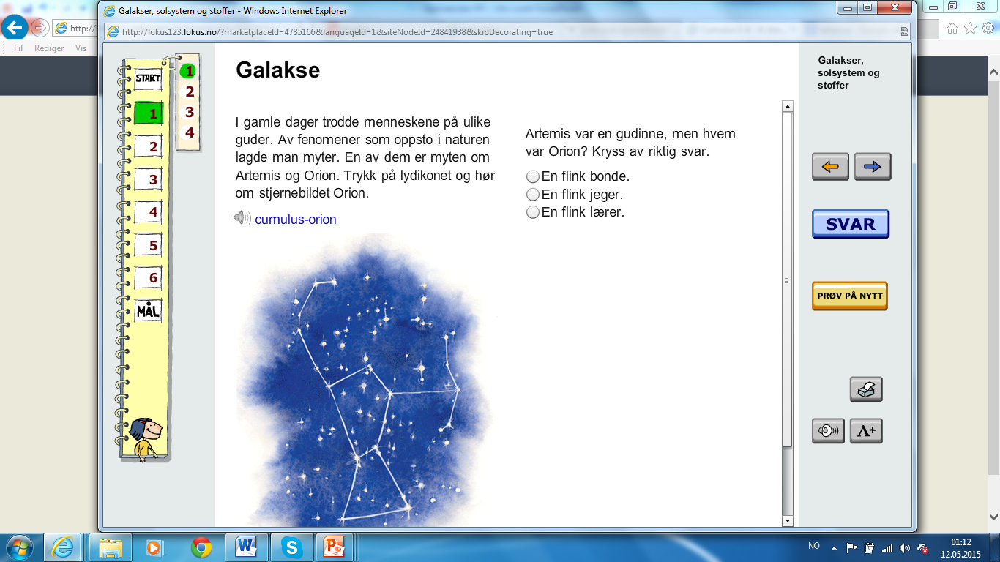 Galakser, solsystem og stoffer - Windows Internet Explorer
http://lokus123.lokus.no/?marketplaceId=4785166&languageId=1&siteNodeId=24841938&skipDecorating=true
http://
Fil Rediger Vis
START
1
2
3
4
5
6
MÅL
1
2
3
4
Galakse
I gamle dager trodde menneskene på ulike
guder. Av fenomener som oppsto i naturen
lagde man myter. En av dem er myten om
Artemis og Orion. Trykk på lydikonet og hør
om stjernebildet Orion.
cumulus-orion
Artemis var en gudinne, men hvem
var Orion? Kryss av riktig svar.
En flink bonde.
En flink jeger.
En flink lærer.
Galakser,
solsystem og
stoffer
SVAR
PRØV PÅ NYTT
A+
NO
01:12
12.05.2015